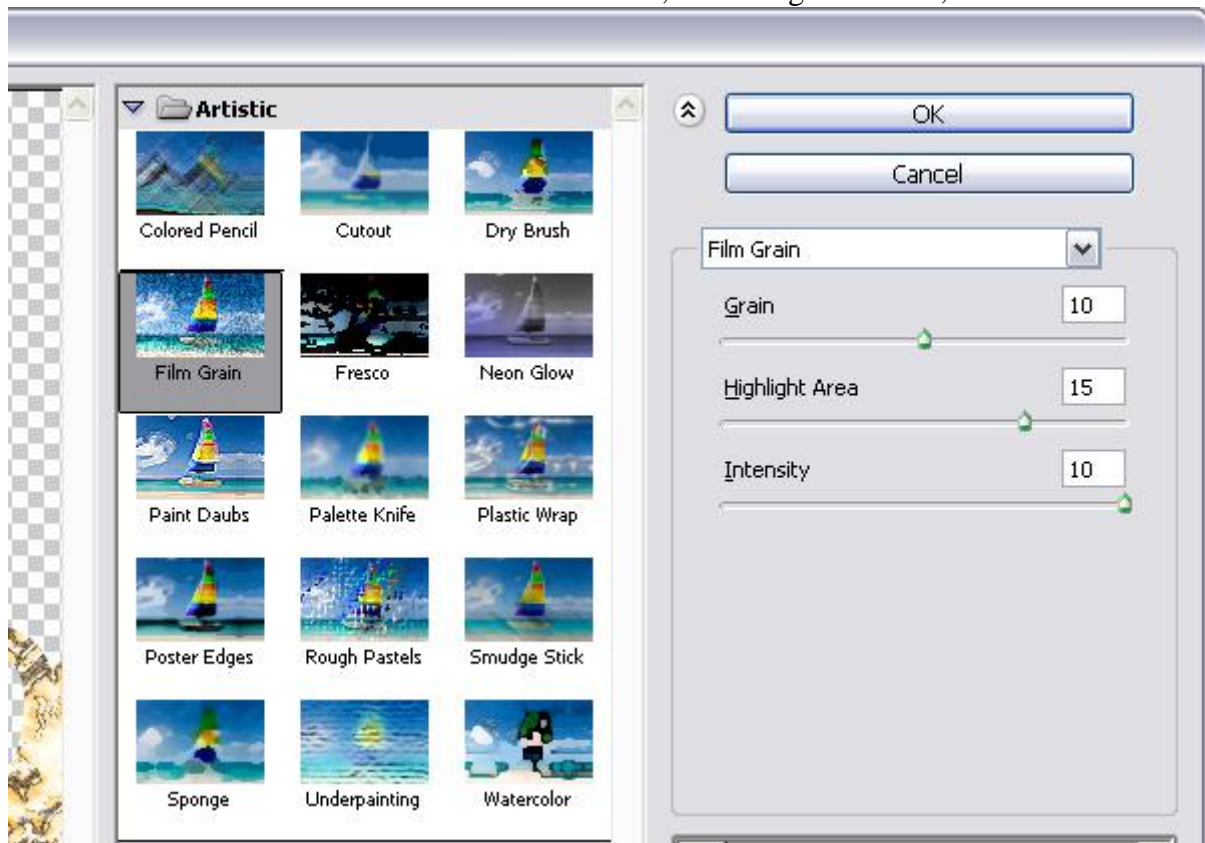 Artistic
Colored Pencil Cutout Dry Brush
Film Grain Fresco Neon Glow
Paint Daubs Palette Knife Plastic Wrap
Poster Edges Rough Pastels Smudge Stick
Sponge Underpainting Watercolor
OK
Cancel
Film Grain
Grain 10
Highlight Area 15
Intensity 10